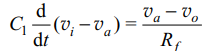 C₁ d/dt (vᵢ − vₐ) = (vₐ − vₒ)/R_f